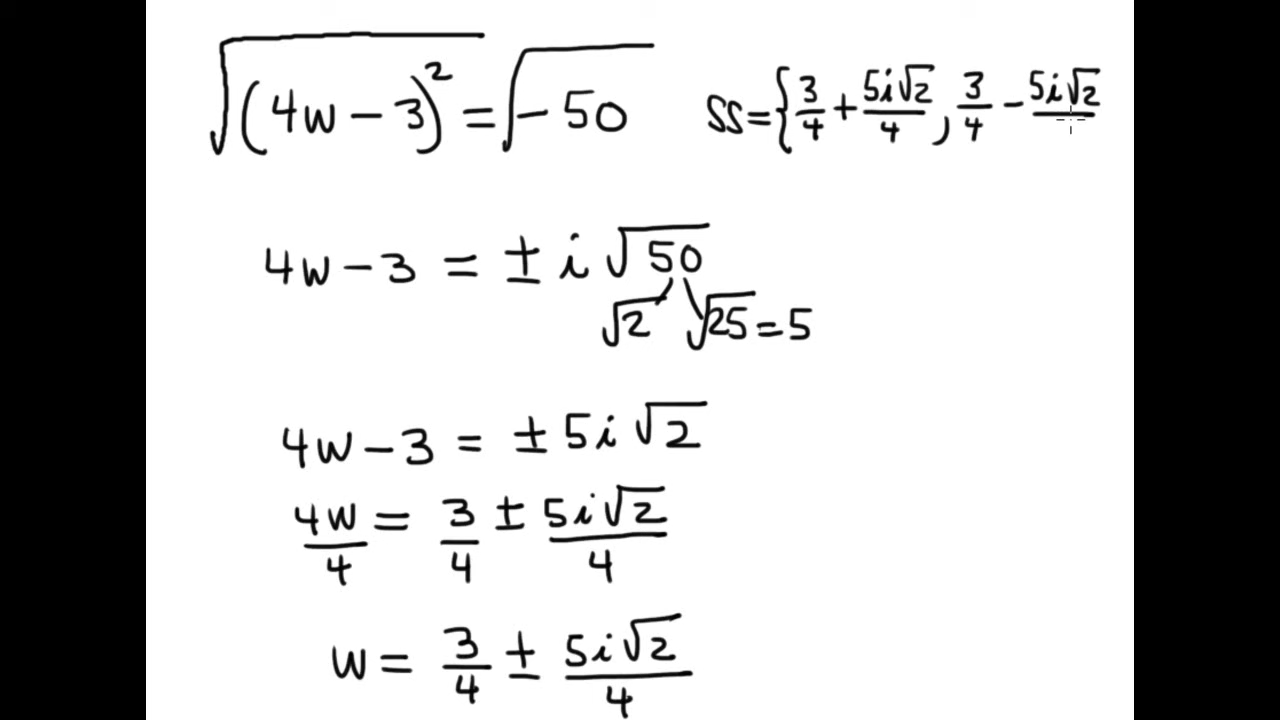 √(4w − 3)² = √−50
SS = {3/4 + 5i√2/4, 3/4 − 5i√2
4w − 3 = ± i√50
√2 √25 = 5
4w − 3 = ± 5i√2
4w/4 = 3/4 ± 5i√2/4
w = 3/4 ± 5i√2/4